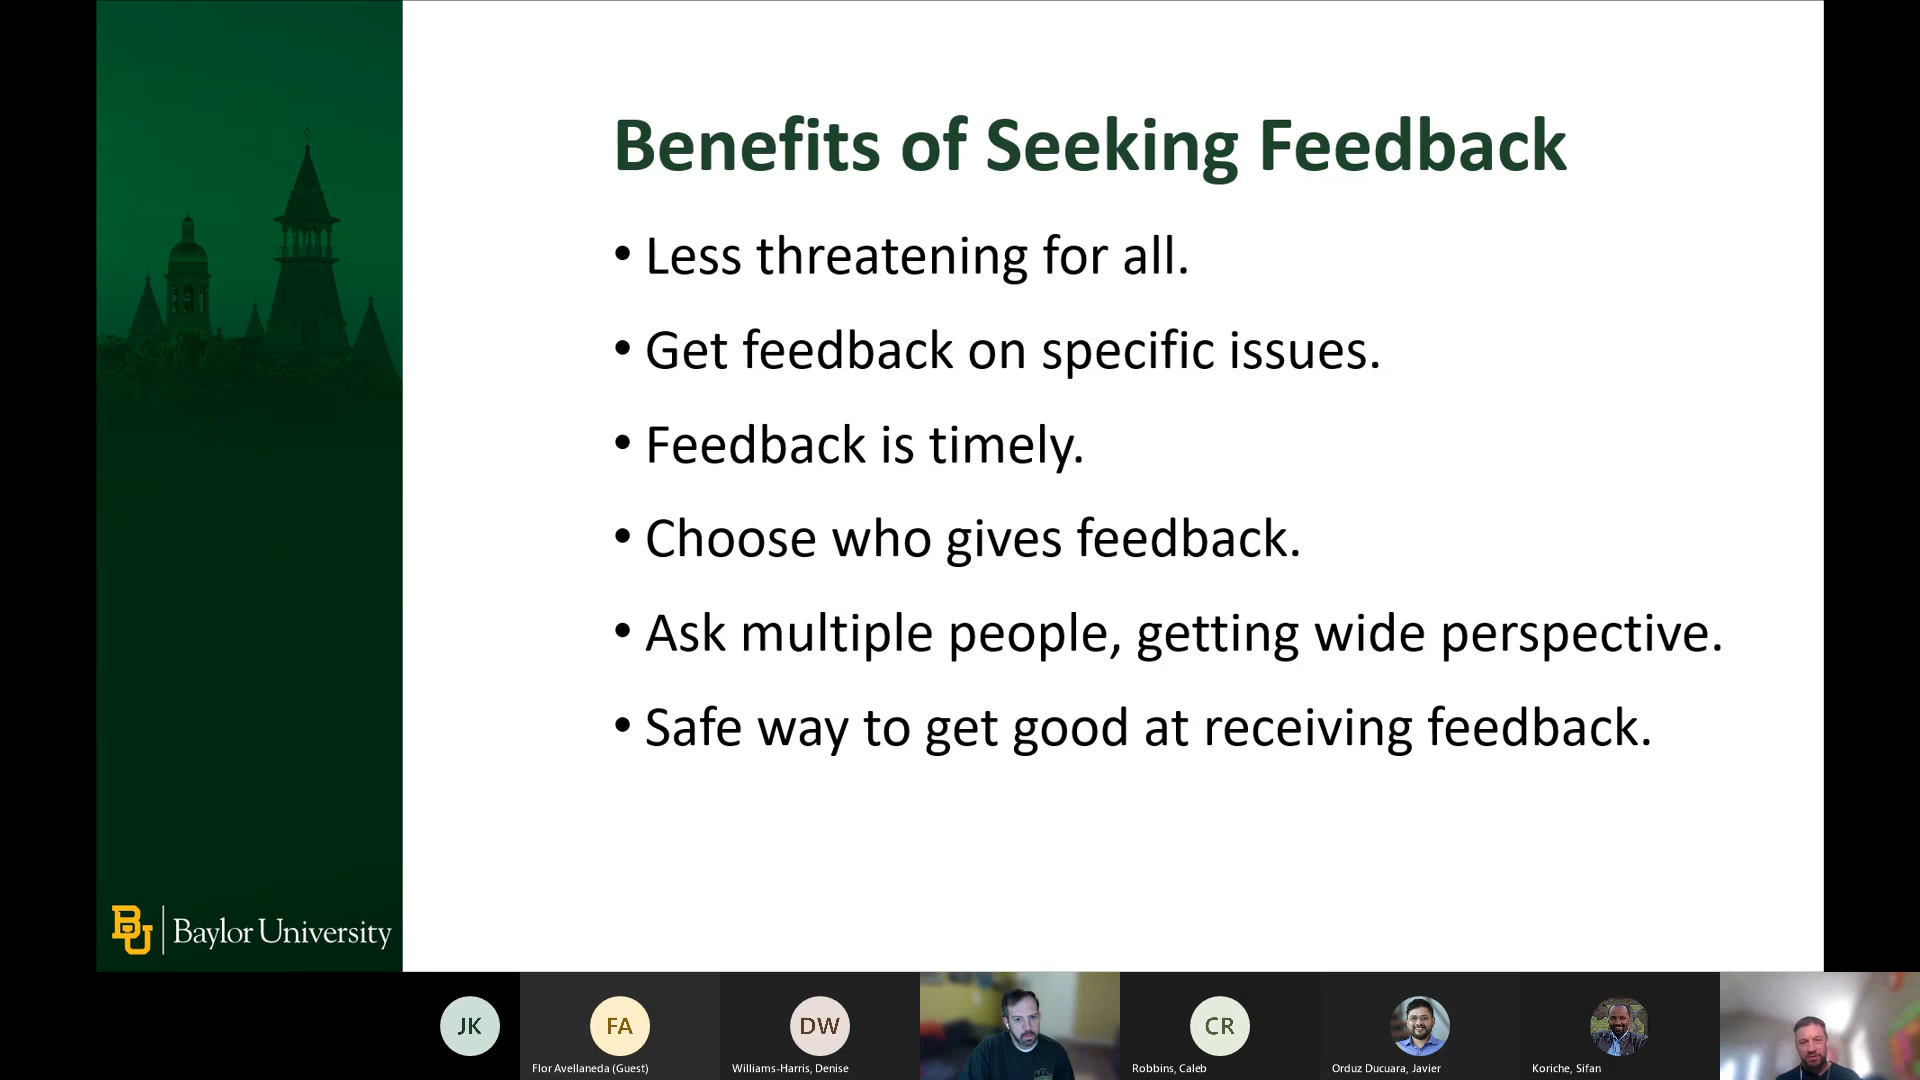 Benefits of Seeking Feedback
• Less threatening for all.
• Get feedback on specific issues.
• Feedback is timely.
• Choose who gives feedback.
• Ask multiple people, getting wide perspective.
• Safe way to get good at receiving feedback.
BU | Baylor University
JK
FA
Flor Avellaneda (Guest)
DW
Williams-Harris, Denise
CR
Robbins, Caleb
Orduz Ducuara, Javier
Koriche, Sifan